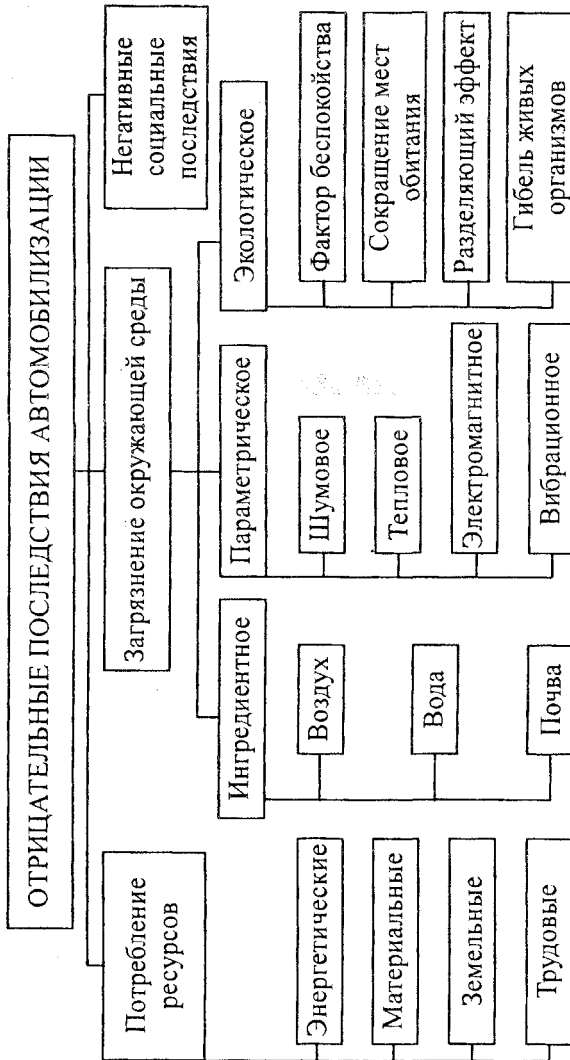 ОТРИЦАТЕЛЬНЫЕ ПОСЛЕДСТВИЯ АВТОМОБИЛИЗАЦИИ
Потребление
ресурсов
Загрязнение окружающей среды
Негативные
социальные
последствия
Ингредиентное
Параметрическое
Экологическое
Энергетические
Материальные
Земельные
Трудовые
Воздух
Вода
Почва
Шумовое
Тепловое
Электромагнитное
Вибрационное
Фактор беспокойства
Сокращение мест
обитания
Разделяющий эффект
Гибель живых
организмов